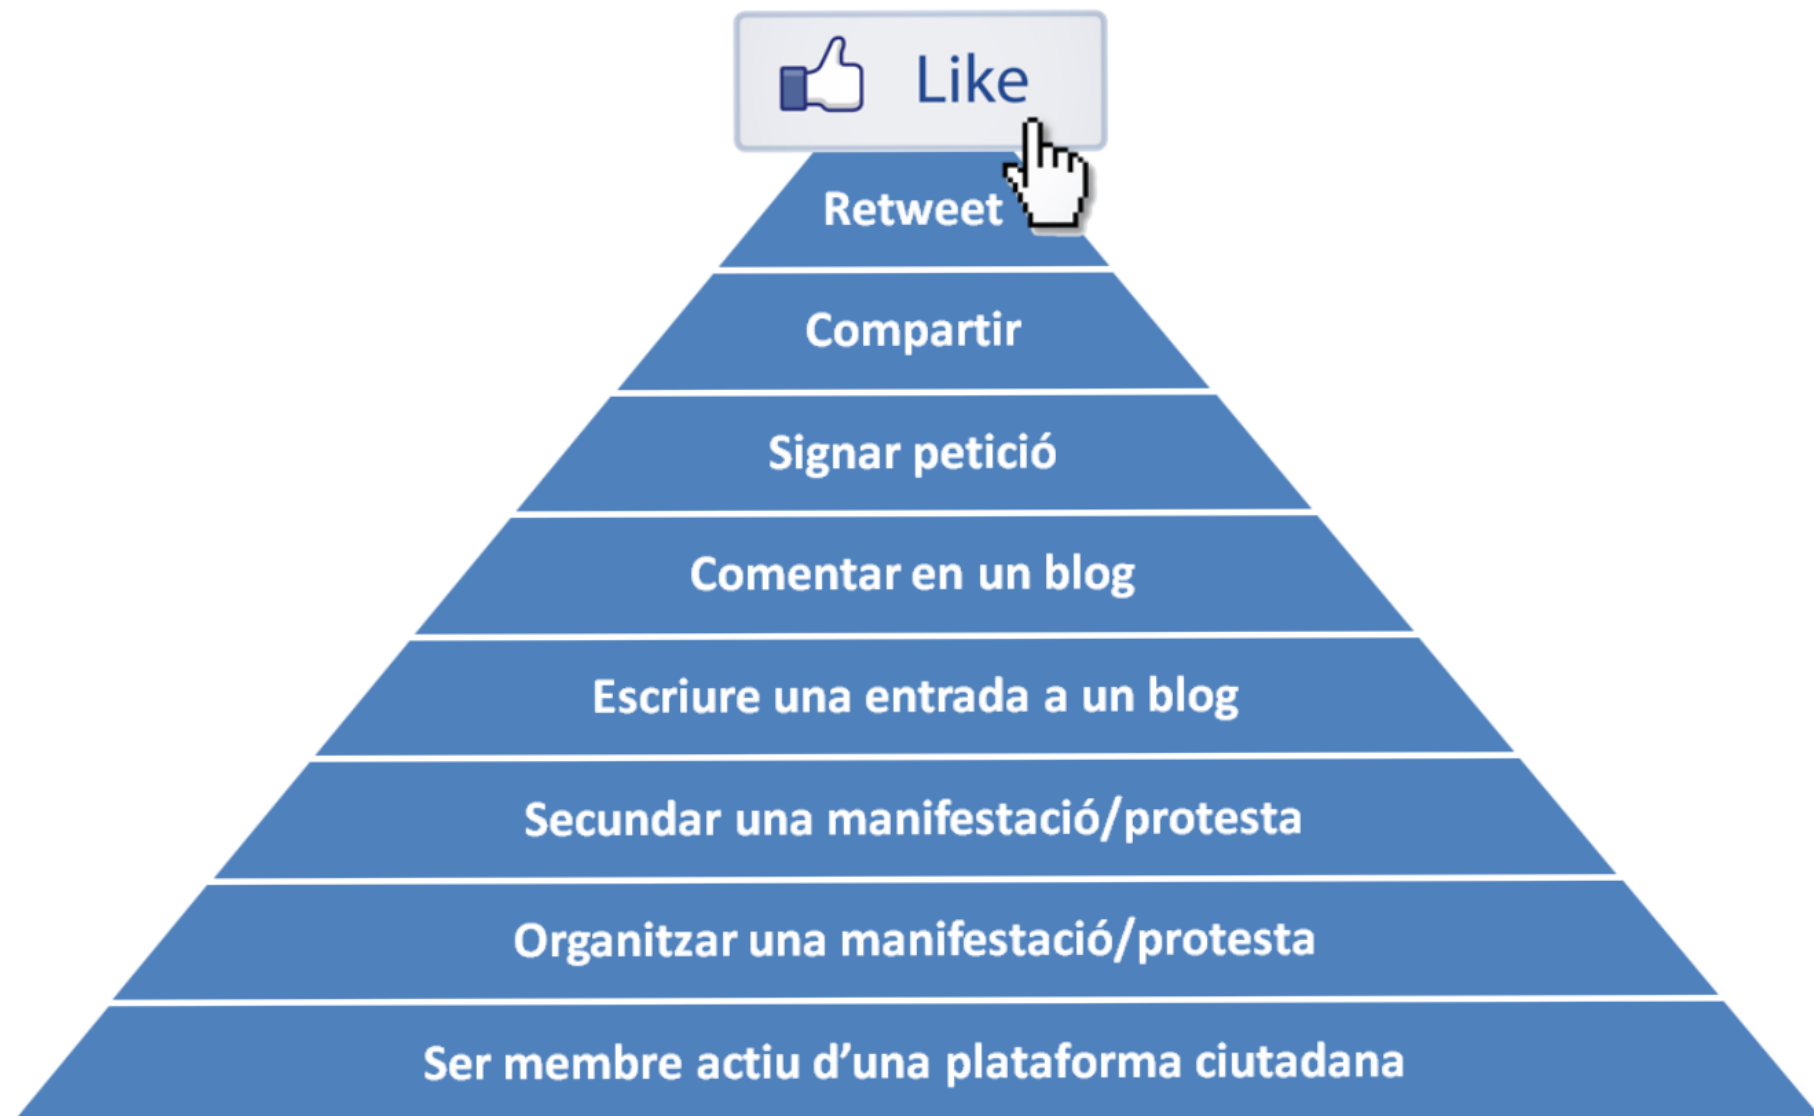 Like
Retweet
Compartir
Signar petició
Comentar en un blog
Escriure una entrada a un blog
Secundar una manifestació/protesta
Organitzar una manifestació/protesta
Ser membre actiu d’una plataforma ciutadana